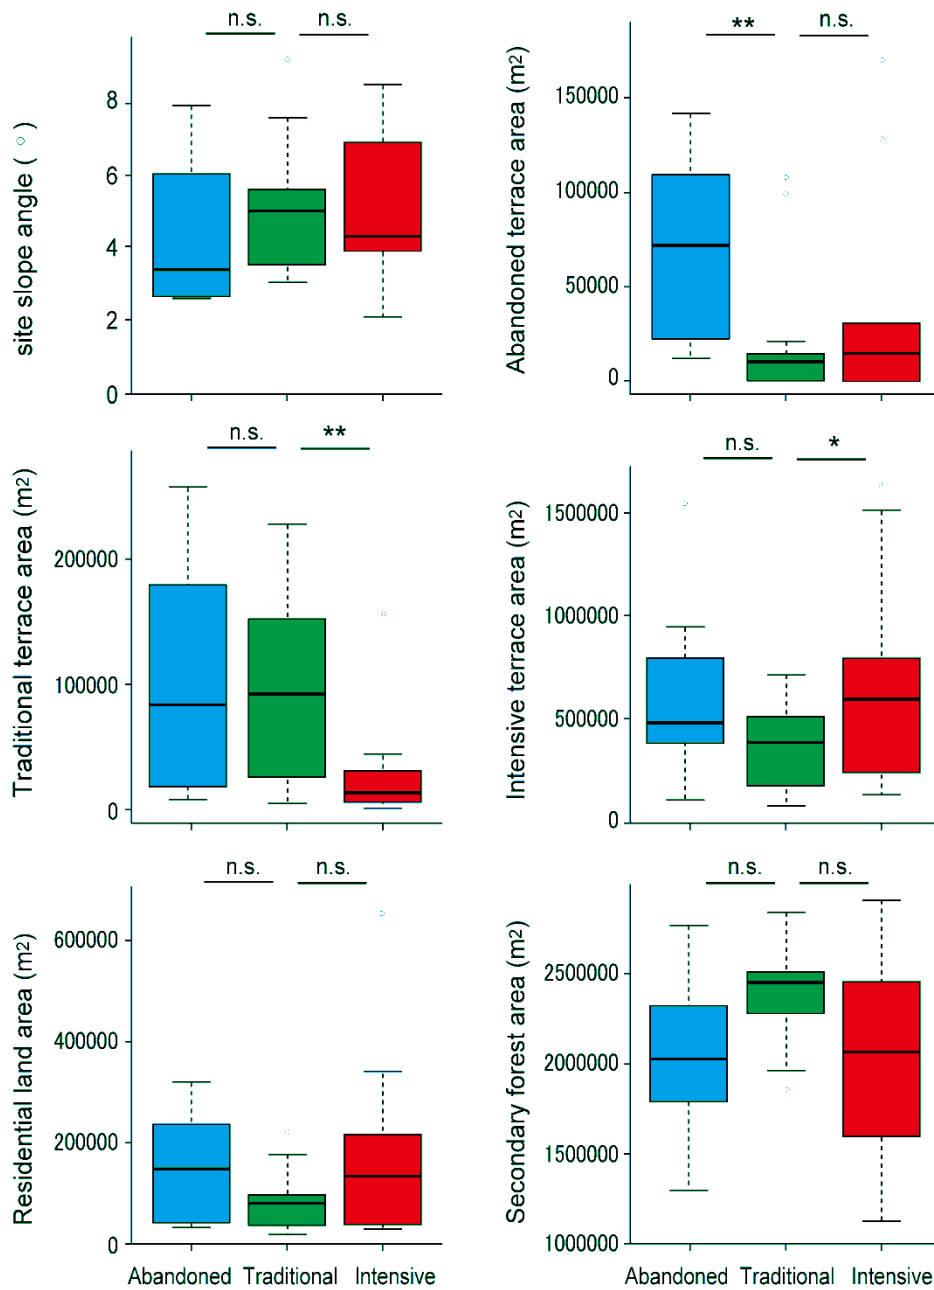 n.s. n.s.
site slope angle ( ° )
8
6
4
2
0
** n.s.
Abandoned terrace area (m2)
150000
100000
50000
0
n.s. **
Traditional terrace area (m2)
200000
100000
0
n.s. *
Intensive terrace area (m2)
1500000
1000000
500000
0
n.s. n.s.
Residential land area (m2)
600000
400000
200000
0
Abandoned Traditional Intensive
n.s. n.s.
Secondary forest area (m2)
2500000
2000000
1500000
1000000
Abandoned Traditional Intensive